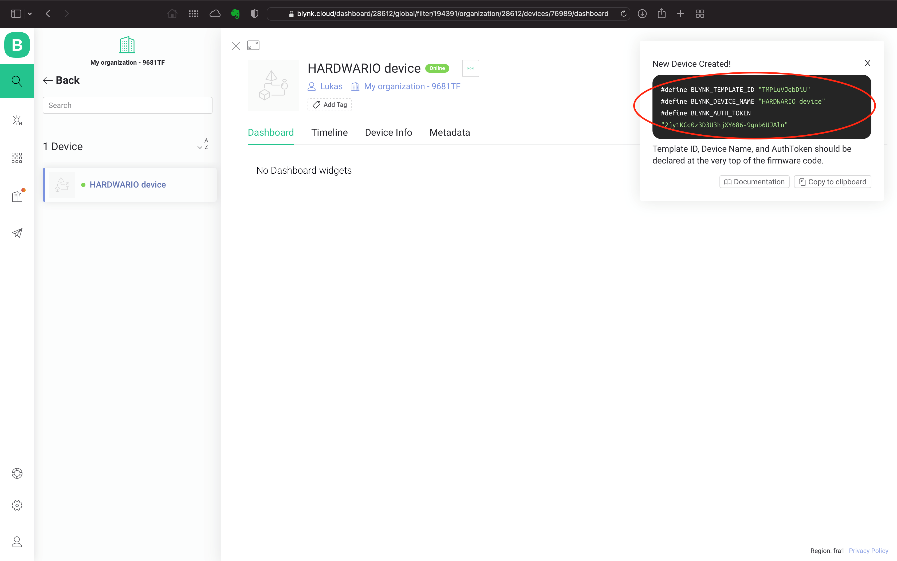 blynk.cloud/dashboard/28612/global/filter/194391/organization/28612/devices/76989/dashboard
B
My organization - 9681TF
Back
Search
1 Device
A
Z
HARDWARIO device
HARDWARIO device Online
Lukas My organization - 9681TF
Add Tag
Dashboard Timeline Device Info Metadata
No Dashboard widgets
New Device Created! X
#define BLYNK_TEMPLATE_ID
#define BLYNK_DEVICE_NAME "HARDWARIO device"
#define BLYNK_AUTH_TOKEN
Template ID, Device Name, and AuthToken should be
declared at the very top of the firmware code.
Documentation Copy to clipboard
Region: fra1 Privacy Policy